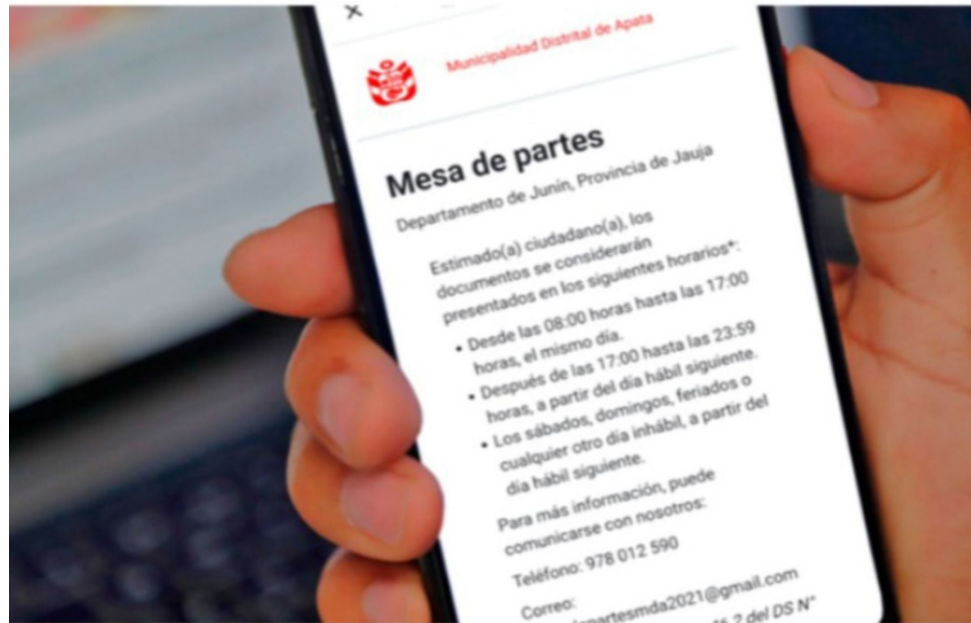 Municipalidad Distrital de Apata
Mesa de partes
Departamento de Junín, Provincia de Jauja
Estimado(a) ciudadano(a), los
documentos se considerarán
presentados en los siguientes horarios*:
• Desde las 08:00 horas hasta las 17:00
horas, el mismo día.
• Después de las 17:00 hasta las 23:59
horas, a partir del día hábil siguiente.
• Los sábados, domingos, feriados o
cualquier otro día inhábil, a partir del
día hábil siguiente.
Para más información, puede
comunicarse con nosotros:
Teléfono: 978 012 590
Correo:
del DS N°